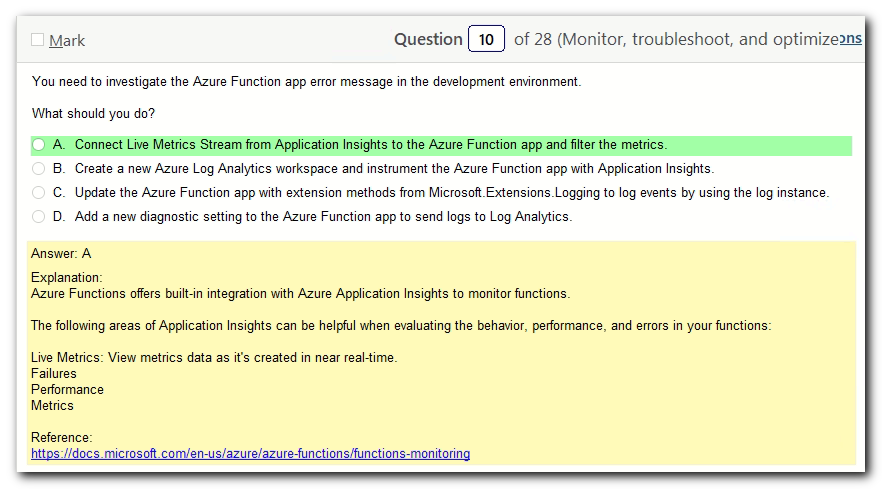 Mark Question 10 of 28 (Monitor, troubleshoot, and optimize ons
You need to investigate the Azure Function app error message in the development environment.
What should you do?
A. Connect Live Metrics Stream from Application Insights to the Azure Function app and filter the metrics.
B. Create a new Azure Log Analytics workspace and instrument the Azure Function app with Application Insights.
C. Update the Azure Function app with extension methods from Microsoft.Extensions.Logging to log events by using the log instance.
D. Add a new diagnostic setting to the Azure Function app to send logs to Log Analytics.
Answer: A
Explanation:
Azure Functions offers built-in integration with Azure Application Insights to monitor functions.
The following areas of Application Insights can be helpful when evaluating the behavior, performance, and errors in your functions:
Live Metrics: View metrics data as it's created in near real-time.
Failures
Performance
Metrics
Reference:
https://docs.microsoft.com/en-us/azure/azure-functions/functions-monitoring